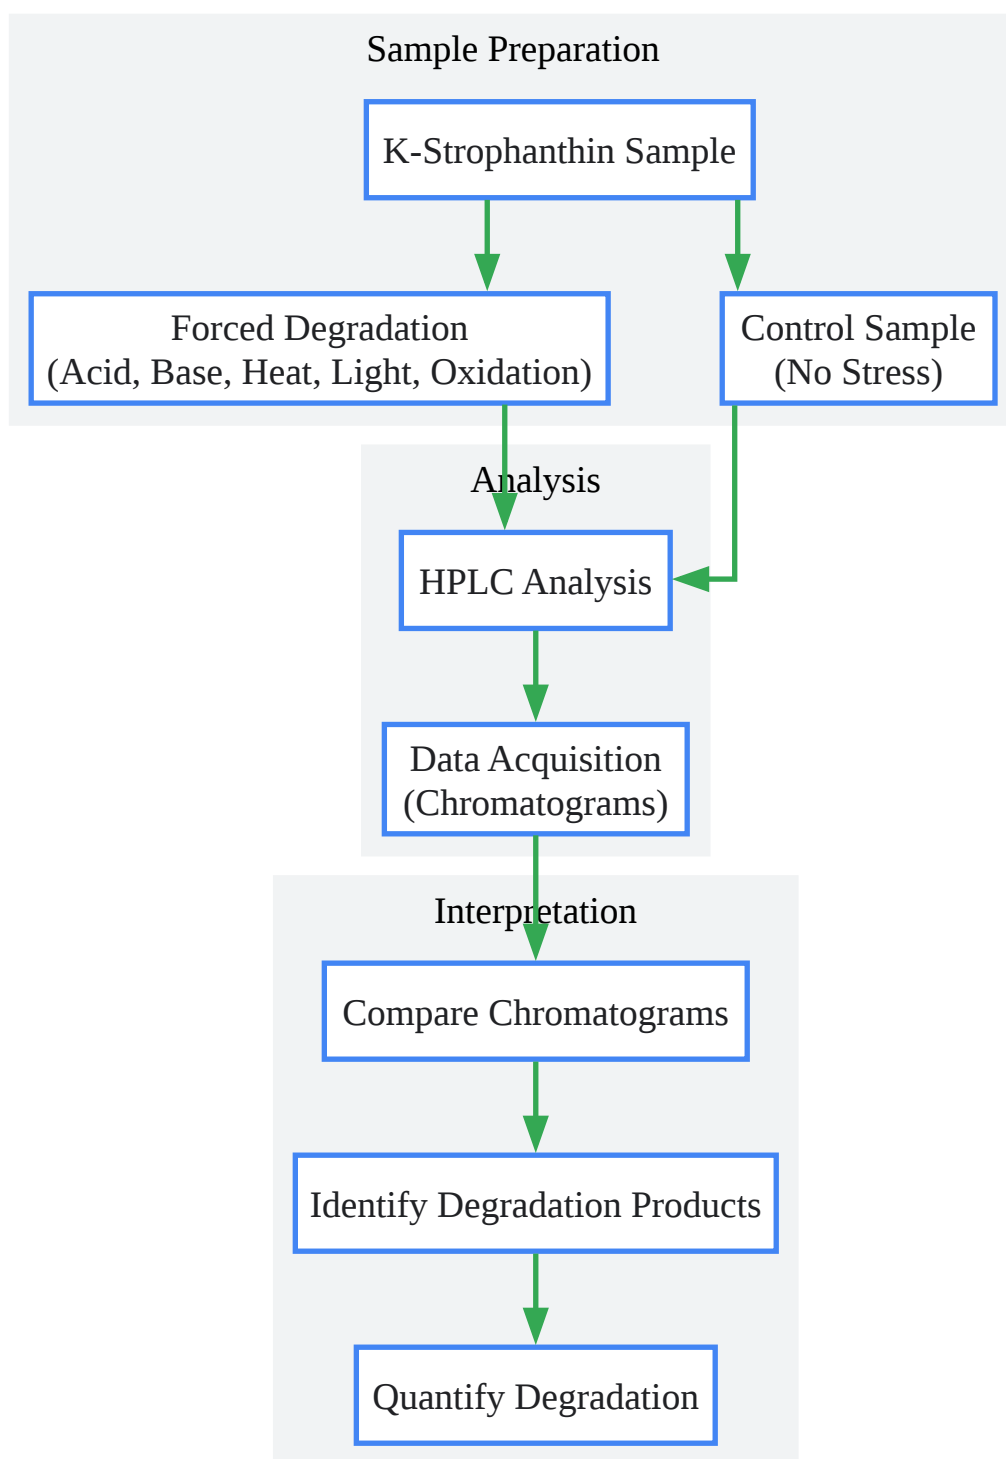 Sample Preparation
K-Strophanthin Sample
Forced Degradation
(Acid, Base, Heat, Light, Oxidation)
Control Sample
(No Stress)
Analysis
HPLC Analysis
Data Acquisition
(Chromatograms)
Interpretation
Compare Chromatograms
Identify Degradation Products
Quantify Degradation